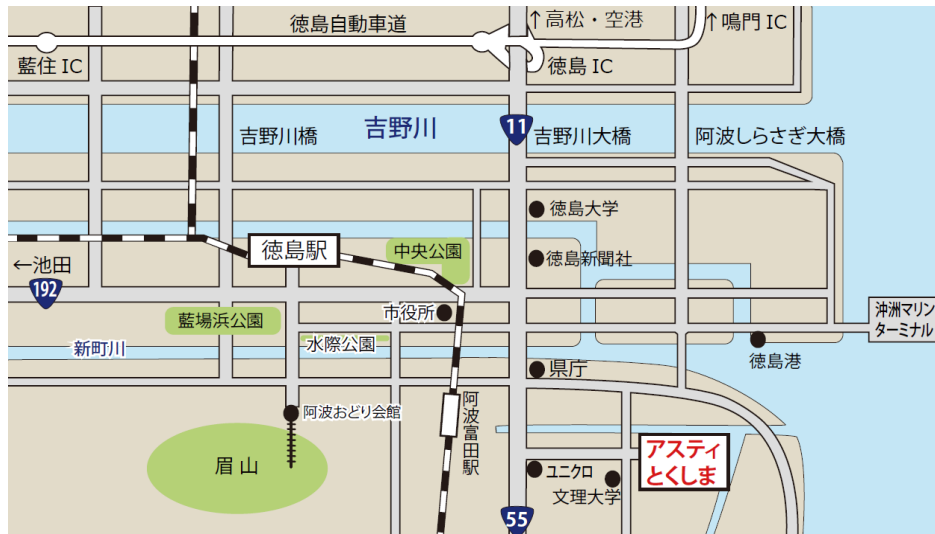 徳島自動車道
↑高松・空港
↑鳴門 IC
藍住 IC
徳島 IC
吉野川橋
吉野川
11
吉野川大橋
阿波しらさぎ大橋
徳島大学
徳島駅
中央公園
徳島新聞社
←池田
192
藍場浜公園
市役所
沖洲マリン
ターミナル
新町川
水際公園
徳島港
県庁
阿波おどり会館
阿波富田駅
眉山
アスティ
とくしま
ユニクロ
文理大学
55